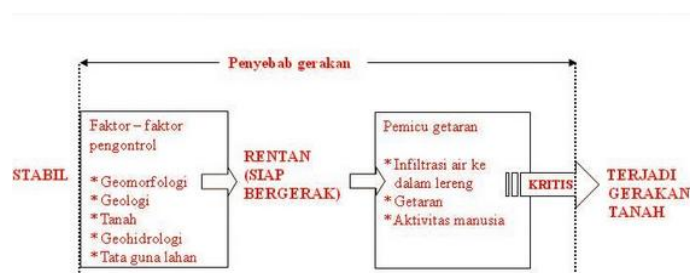 Penyebab gerakan
STABIL
Faktor – faktor
pengontrol
* Geomorfologi
* Geologi
* Tanah
* Geohidrologi
* Tata guna lahan
RENTAN
(SIAP
BERGERAK)
Pemicu getaran
* Infiltrasi air ke
dalam lereng
* Getaran
* Aktivitas manusia
KRITIS
TERJADI
GERAKAN
TANAH